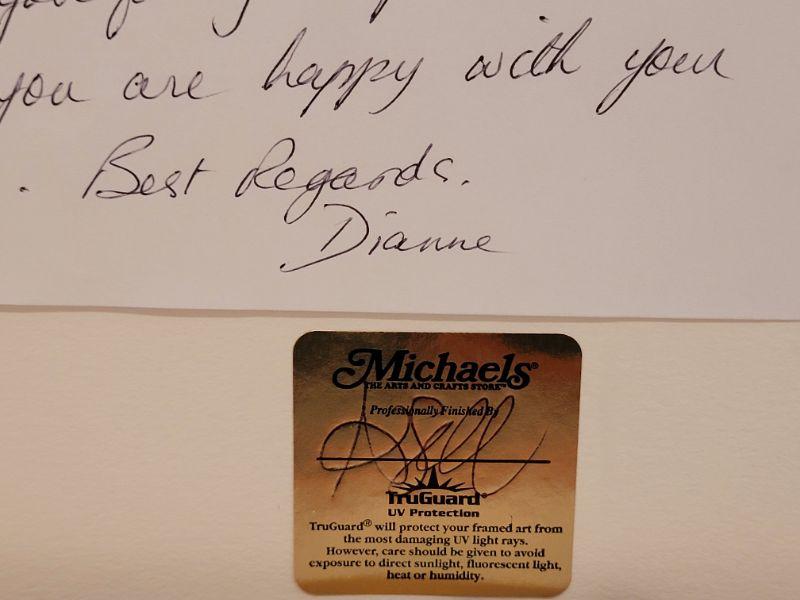 you are happy with your
. Best Regards.
Dianne
Michaels®
THE ARTS AND CRAFTS STORE™
Professionally Finished By
TruGuard®
UV Protection
TruGuard® will protect your framed art from
the most damaging UV light rays.
However, care should be given to avoid
exposure to direct sunlight, fluorescent light,
heat or humidity.